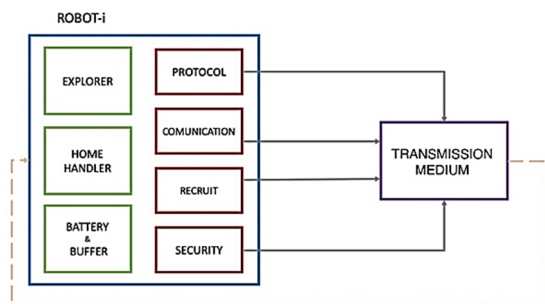 ROBOT-i
EXPLORER
HOME
HANDLER
BATTERY
&
BUFFER
PROTOCOL
COMUNICATION
RECRUIT
SECURITY
TRANSMISSION
MEDIUM